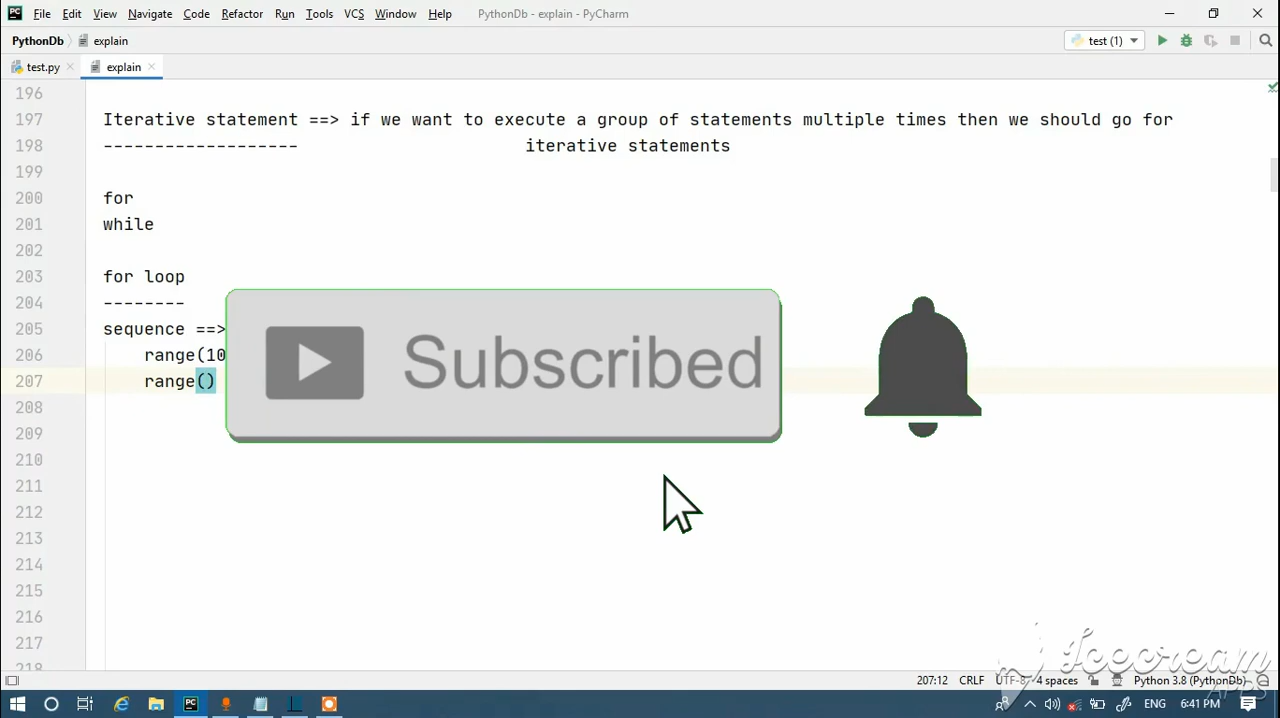 File Edit View Navigate Code Refactor Run Tools VCS Window Help PythonDb - explain - PyCharm
PythonDb explain test (1)
test.py explain
196
197 Iterative statement ==> if we want to execute a group of statements multiple times then we should go for
198 ------------------- iterative statements
199
200 for
201 while
202
203 for loop
204 --------
205 sequence ==>
206 range(10
207 range()
Subscribed
208
209
210
211
212
213
214
215
216
217
218
Icecream
APPS
207:12 CRLF UTF-8 4 spaces Python 3.8 (PythonDb)
PC ENG 6:41 PM